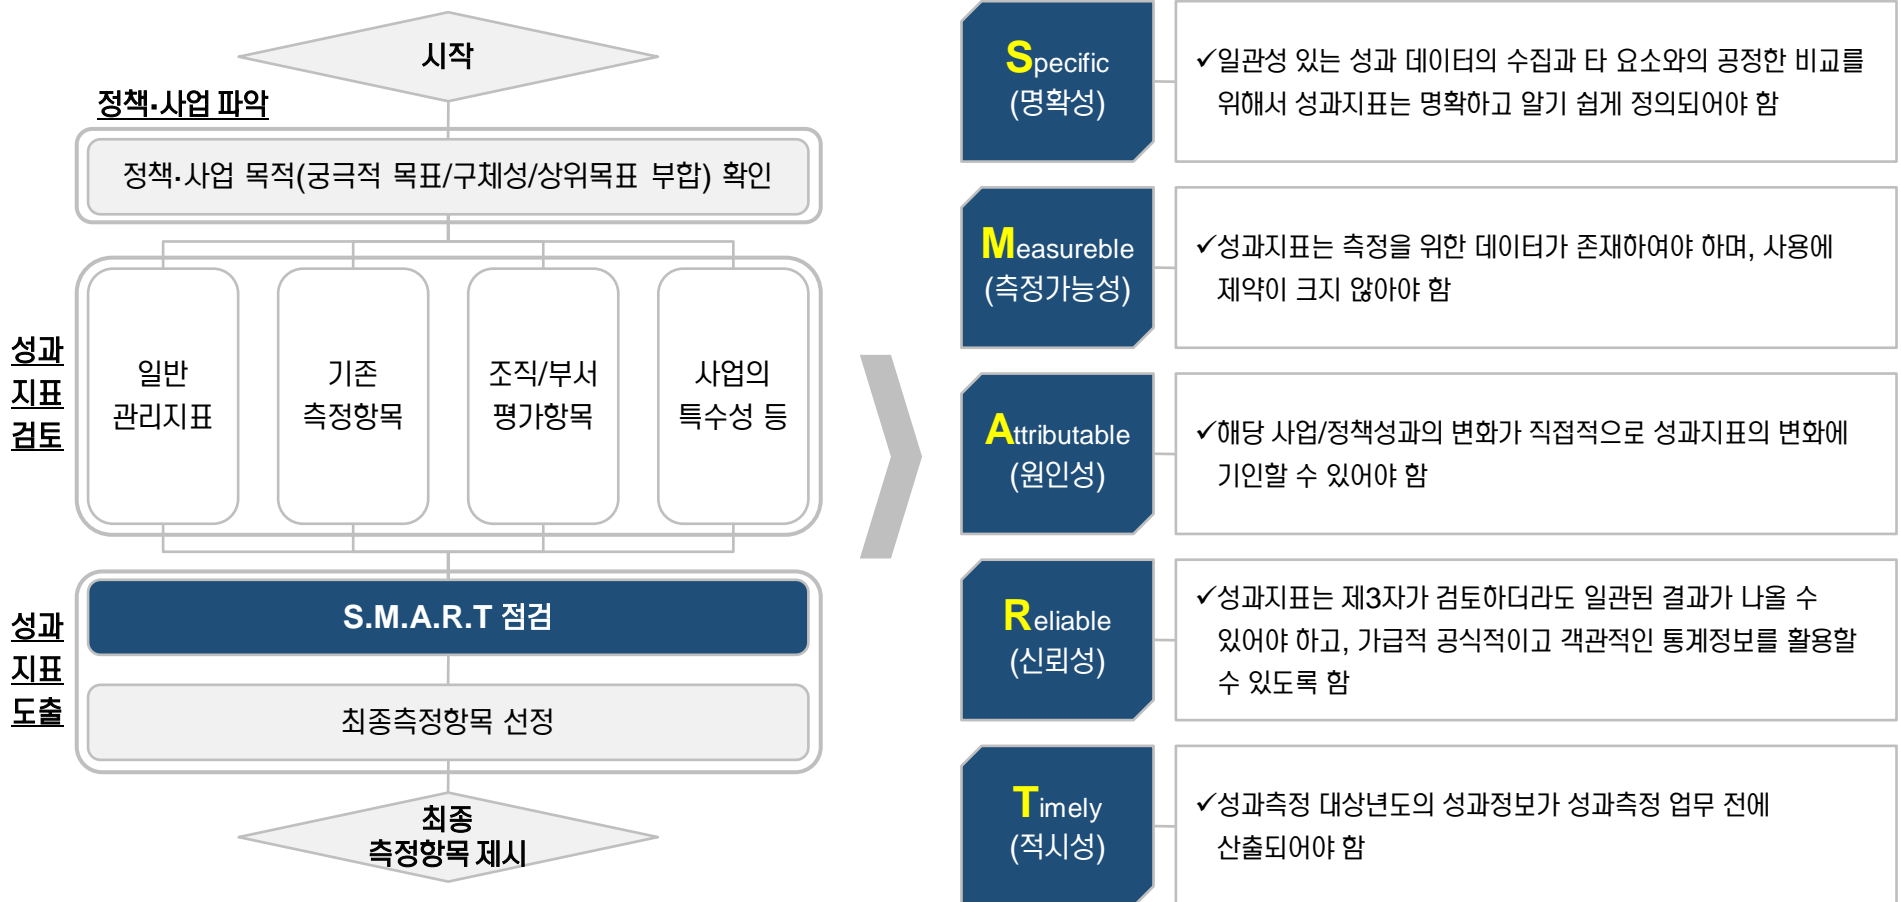 시작
정책·사업 파악
정책·사업 목적(궁극적 목표/구체성/상위목표 부합) 확인
성과
지표
검토
일반
관리지표
기존
측정항목
조직/부서
평가항목
사업의
특수성 등
성과
지표
도출
S.M.A.R.T 점검
최종측정항목 선정
최종
측정항목 제시
Specific
(명확성)
✓일관성 있는 성과 데이터의 수집과 타 요소와의 공정한 비교를
위해서 성과지표는 명확하고 알기 쉽게 정의되어야 함
Measureble
(측정가능성)
✓성과지표는 측정을 위한 데이터가 존재하여야 하며, 사용에
제약이 크지 않아야 함
Attributable
(원인성)
✓해당 사업/정책성과의 변화가 직접적으로 성과지표의 변화에
기인할 수 있어야 함
Reliable
(신뢰성)
✓성과지표는 제3자가 검토하더라도 일관된 결과가 나올 수
있어야 하고, 가급적 공식적이고 객관적인 통계정보를 활용할
수 있도록 함
Timely
(적시성)
✓성과측정 대상년도의 성과정보가 성과측정 업무 전에
산출되어야 함